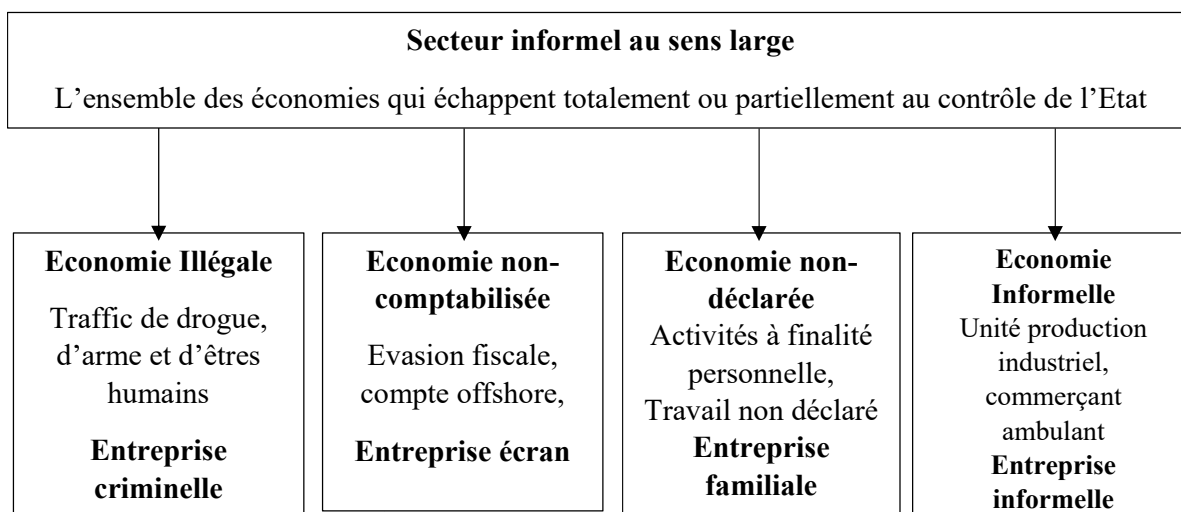 Secteur informel au sens large
L'ensemble des économies qui échappent totalement ou partiellement au contrôle de l'Etat
Economie Illégale
Traffic de drogue,
d'arme et d'êtres
humains
Entreprise
criminelle
Economie non-
comptabilisée
Evasion fiscale,
compte offshore,
Entreprise écran
Economie non-
déclarée
Activités à finalité
personnelle,
Travail non déclaré
Entreprise
familiale
Economie
Informelle
Unité production
industriel,
commerçant
ambulant
Entreprise
informelle